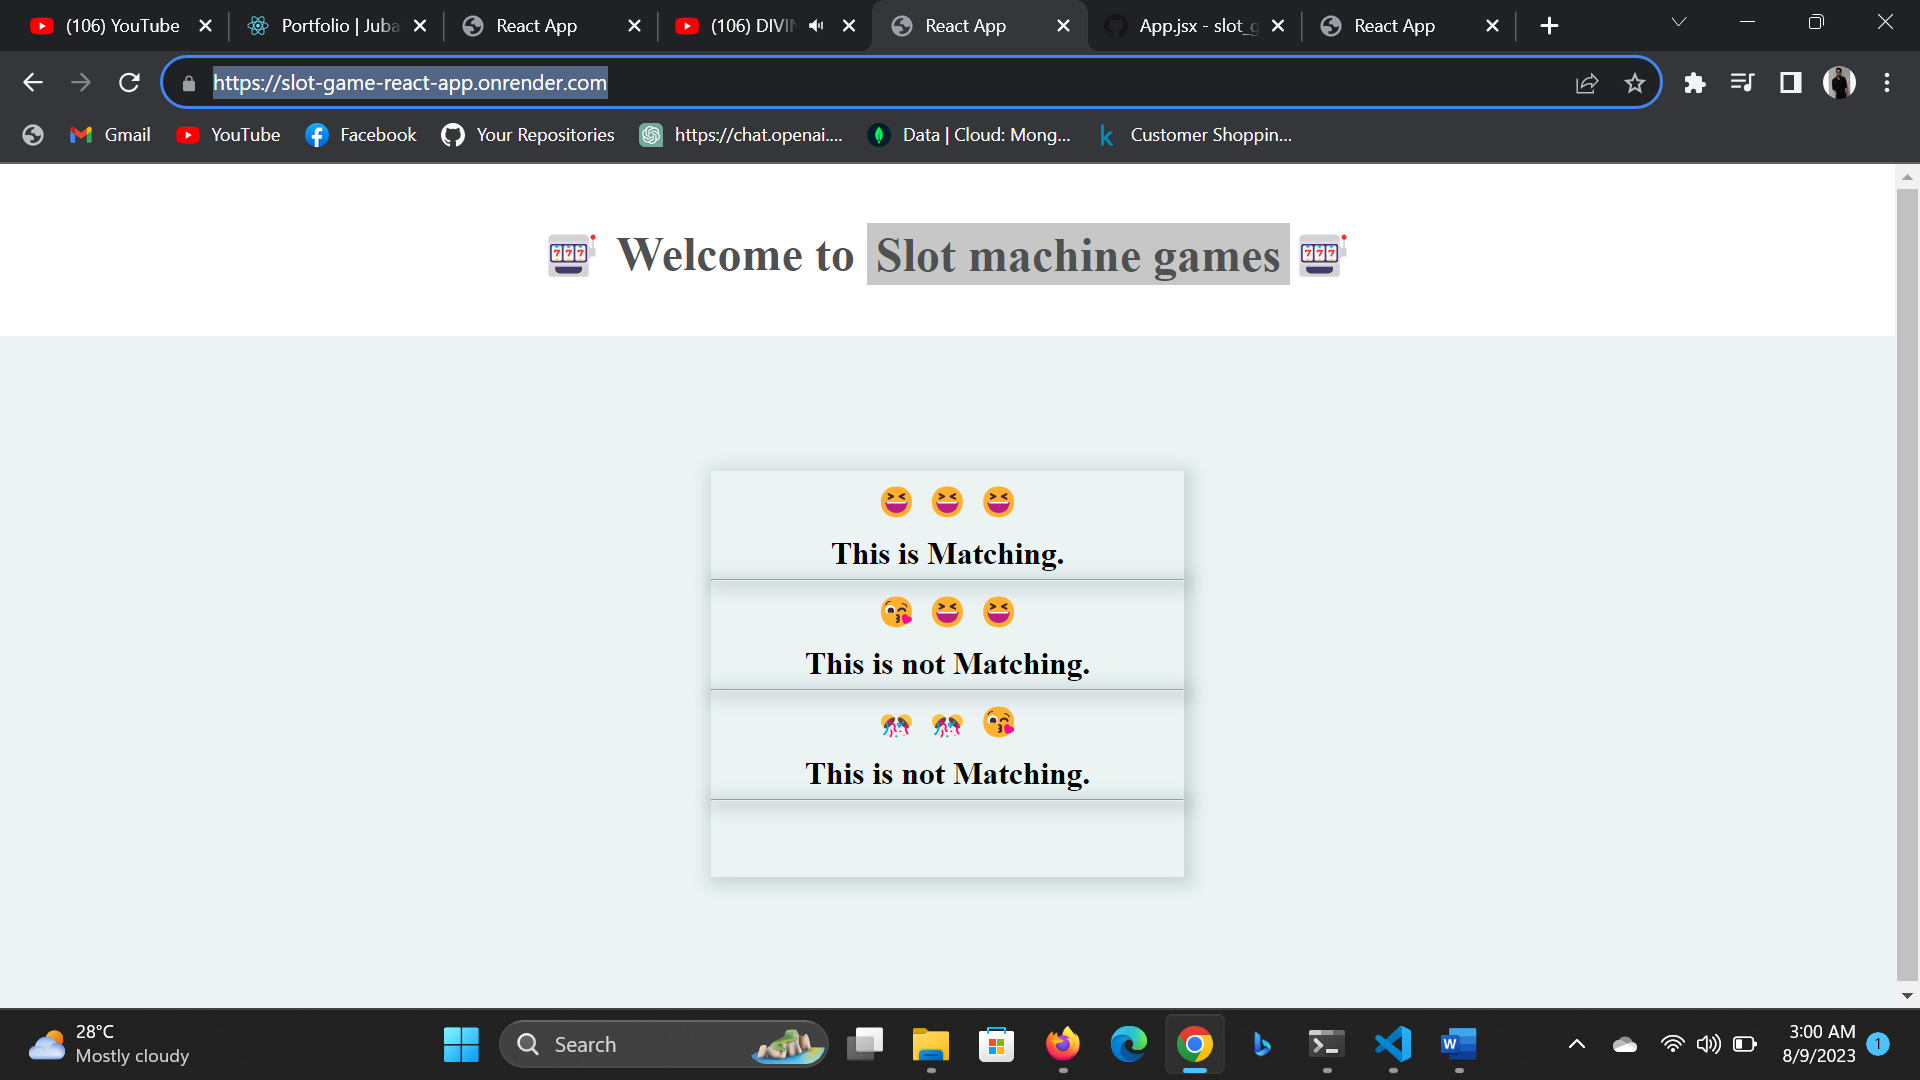 (106) YouTube
Portfolio | Juba
React App
(106) DIVIN
React App
App.jsx - slot_g
React App
https://slot-game-react-app.onrender.com
Gmail
YouTube
Facebook
Your Repositories
https://chat.openai....
Data | Cloud: Mong...
Customer Shoppin...
🎰 Welcome to Slot machine games 🎰
😆 😆 😆
This is Matching.
😘 😆 😆
This is not Matching.
🎊 🎊 😘
This is not Matching.
28°C
Mostly cloudy
Search
3:00 AM
8/9/2023
1